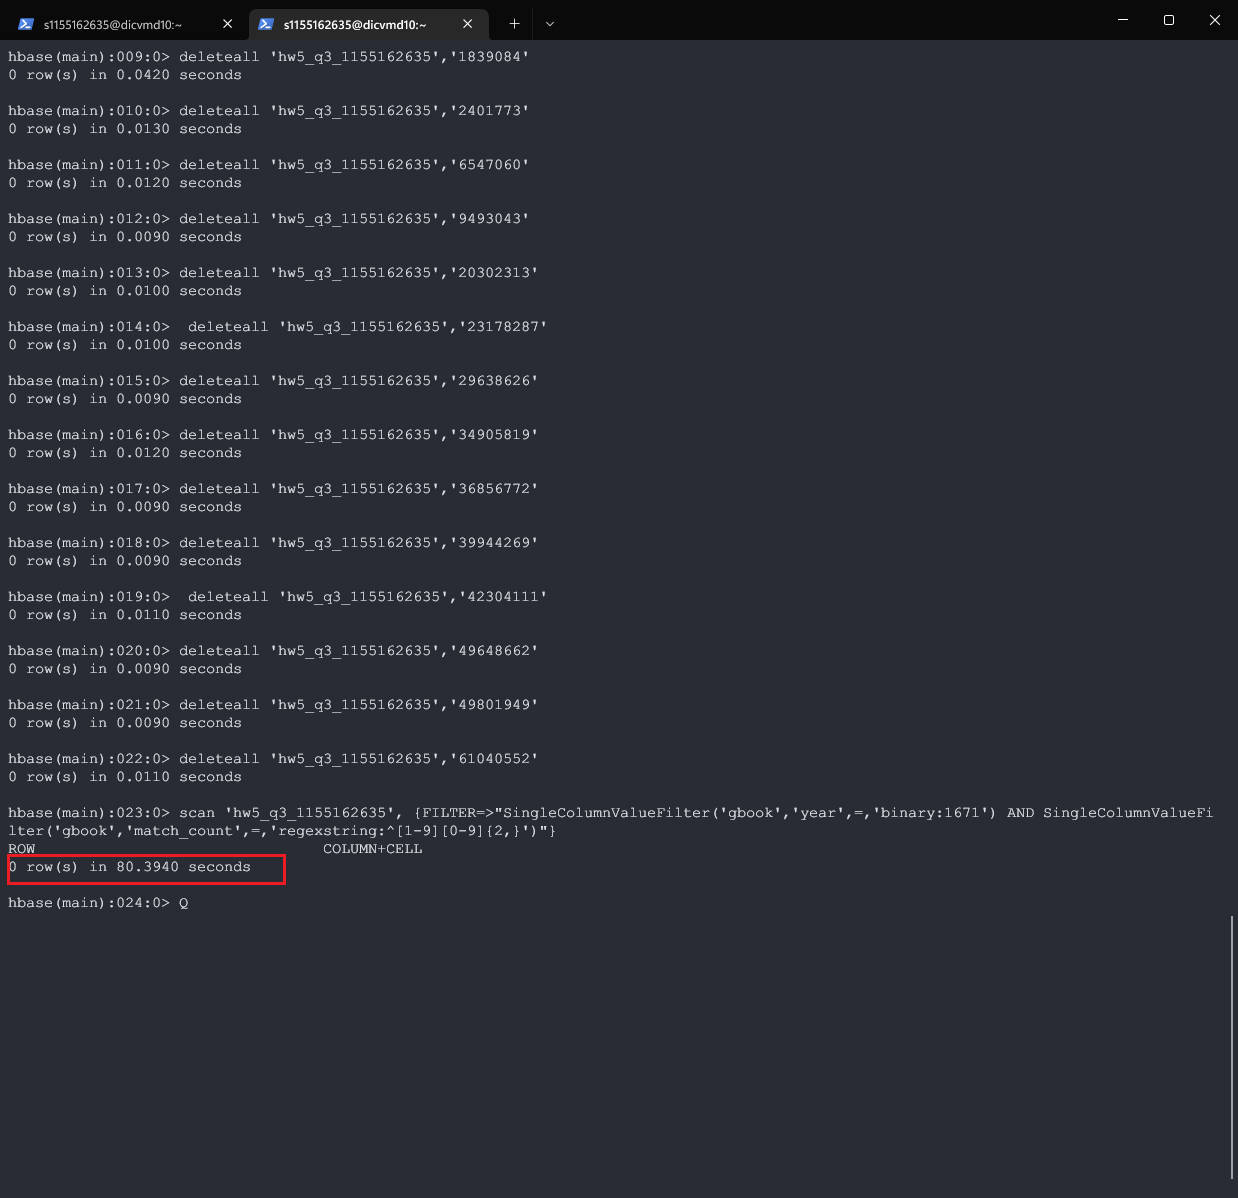 s1155162635@dicvmd10:~
s1155162635@dicvmd10:~
hbase(main):009:0> deleteall 'hw5_q3_1155162635','1839084'
0 row(s) in 0.0420 seconds
hbase(main):010:0> deleteall 'hw5_q3_1155162635','2401773'
0 row(s) in 0.0130 seconds
hbase(main):011:0> deleteall 'hw5_q3_1155162635','6547060'
0 row(s) in 0.0120 seconds
hbase(main):012:0> deleteall 'hw5_q3_1155162635','9493043'
0 row(s) in 0.0090 seconds
hbase(main):013:0> deleteall 'hw5_q3_1155162635','20302313'
0 row(s) in 0.0100 seconds
hbase(main):014:0>  deleteall 'hw5_q3_1155162635','23178287'
0 row(s) in 0.0100 seconds
hbase(main):015:0> deleteall 'hw5_q3_1155162635','29638626'
0 row(s) in 0.0090 seconds
hbase(main):016:0> deleteall 'hw5_q3_1155162635','34905819'
0 row(s) in 0.0120 seconds
hbase(main):017:0> deleteall 'hw5_q3_1155162635','36856772'
0 row(s) in 0.0090 seconds
hbase(main):018:0> deleteall 'hw5_q3_1155162635','39944269'
0 row(s) in 0.0090 seconds
hbase(main):019:0>  deleteall 'hw5_q3_1155162635','42304111'
0 row(s) in 0.0110 seconds
hbase(main):020:0> deleteall 'hw5_q3_1155162635','49648662'
0 row(s) in 0.0090 seconds
hbase(main):021:0> deleteall 'hw5_q3_1155162635','49801949'
0 row(s) in 0.0090 seconds
hbase(main):022:0> deleteall 'hw5_q3_1155162635','61040552'
0 row(s) in 0.0110 seconds
hbase(main):023:0> scan 'hw5_q3_1155162635', {FILTER=>"SingleColumnValueFilter('gbook','year',=,'binary:1671') AND SingleColumnValueFi
lter('gbook','match_count',=,'regexstring:^[1-9][0-9]{2,}')"}
ROW COLUMN+CELL
0 row(s) in 80.3940 seconds
hbase(main):024:0> Q